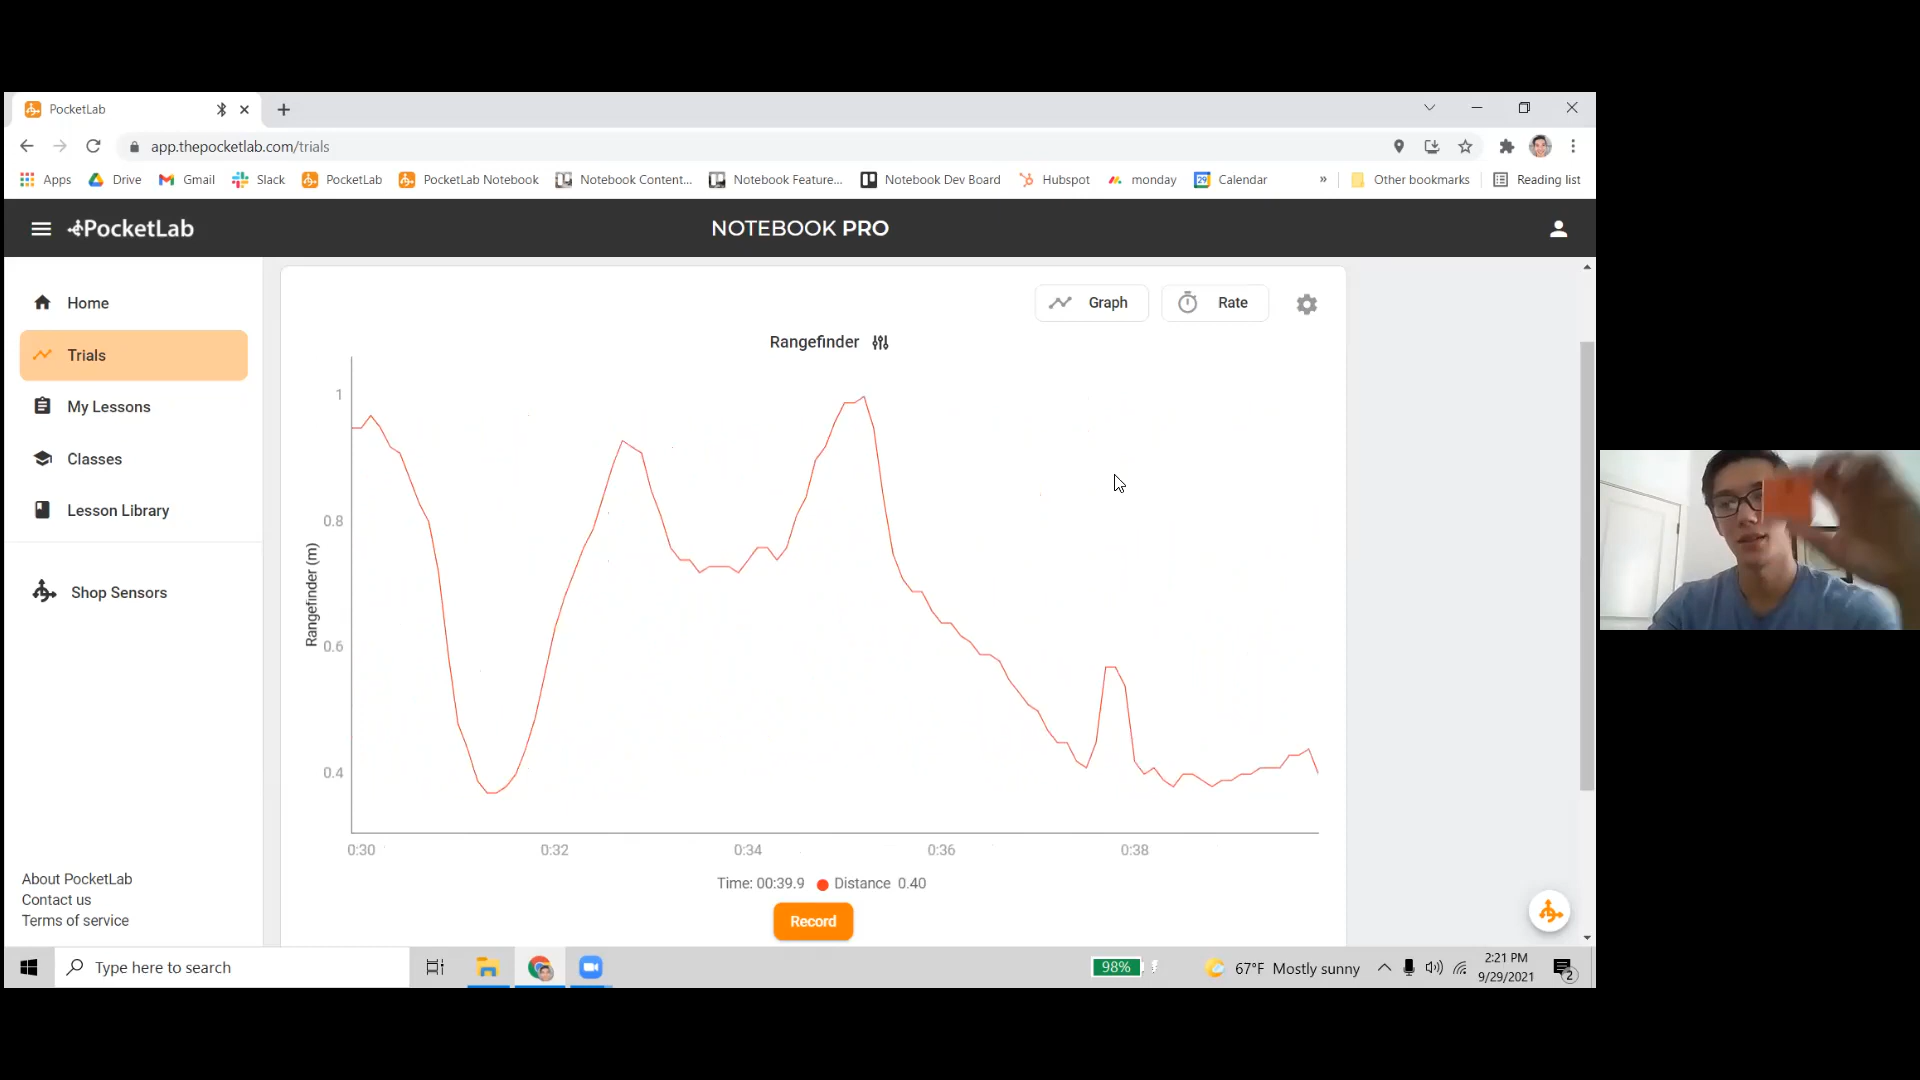 PocketLab
app.thepocketlab.com/trials
Apps Drive Gmail Slack PocketLab PocketLab Notebook Notebook Content... Notebook Feature... Notebook Dev Board Hubspot monday 29 Calendar » Other bookmarks Reading list
PocketLab NOTEBOOK PRO
Home
Trials
My Lessons
Classes
Lesson Library
Shop Sensors
About PocketLab
Contact us
Terms of service
Graph Rate
Rangefinder
Rangefinder (m)
1
0.8
0.6
0.4
0:30 0:32 0:34 0:36 0:38
Time: 00:39.9 Distance 0.40
Record
Type here to search
98%
67°F Mostly sunny
2:21 PM
9/29/2021
2